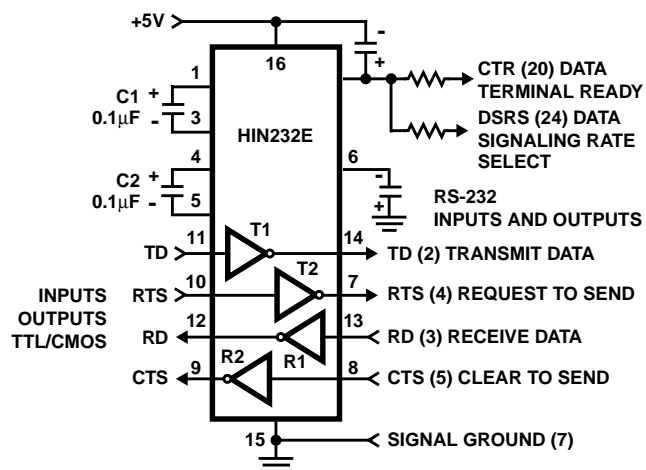 +5V
-
+
16
1
CTR (20) DATA
TERMINAL READY
C1
+
0.1μF
-
3
DSRS (24) DATA
SIGNALING RATE
SELECT
HIN232E
4
6
C2
+
0.1μF
-
5
-
+
RS-232
INPUTS AND OUTPUTS
T1
TD
11
14
TD (2) TRANSMIT DATA
T2
RTS
10
7
RTS (4) REQUEST TO SEND
INPUTS
OUTPUTS
TTL/CMOS
RD
12
13
RD (3) RECEIVE DATA
R2
R1
CTS
9
8
CTS (5) CLEAR TO SEND
15
SIGNAL GROUND (7)